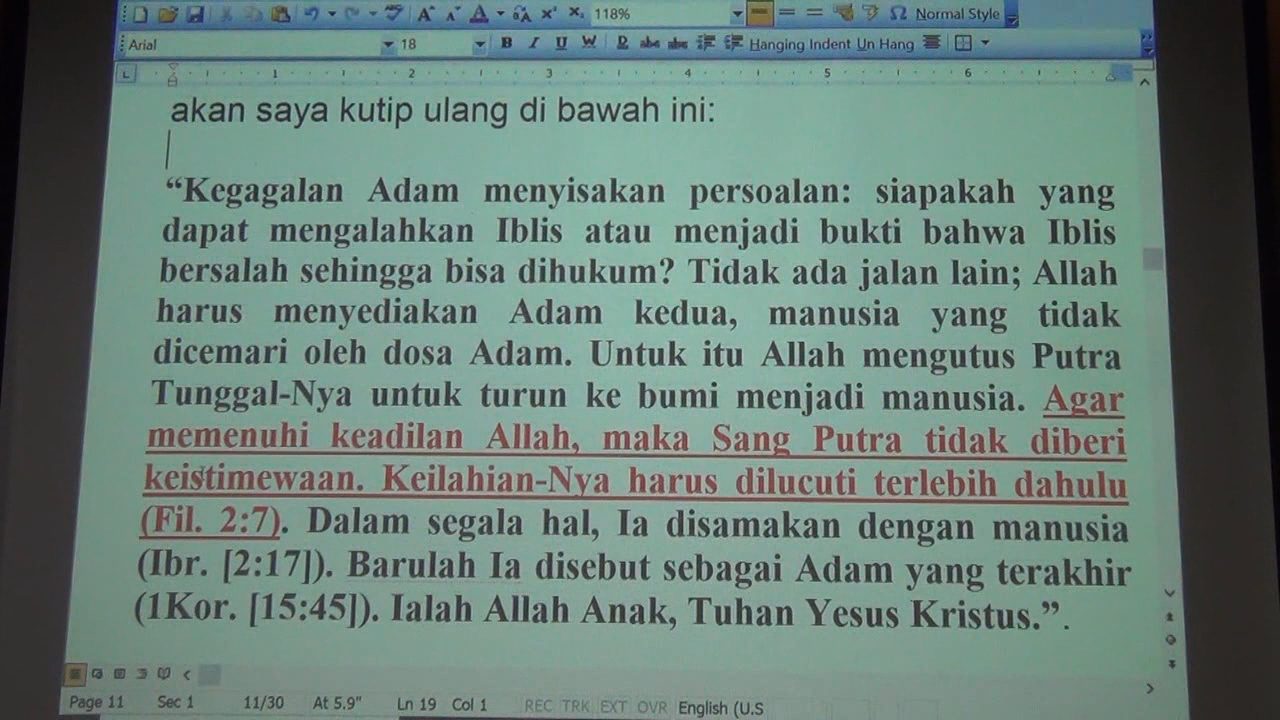 118%
Normal Style
Arial
18
B I U W
Hanging Indent Un Hang
1 2 3 4 5 6
akan saya kutip ulang di bawah ini:
“Kegagalan Adam menyisakan persoalan: siapakah yang
dapat mengalahkan Iblis atau menjadi bukti bahwa Iblis
bersalah sehingga bisa dihukum? Tidak ada jalan lain; Allah
harus menyediakan Adam kedua, manusia yang tidak
dicemari oleh dosa Adam. Untuk itu Allah mengutus Putra
Tunggal-Nya untuk turun ke bumi menjadi manusia. Agar
memenuhi keadilan Allah, maka Sang Putra tidak diberi
keistimewaan. Keilahian-Nya harus dilucuti terlebih dahulu
(Fil. 2:7). Dalam segala hal, Ia disamakan dengan manusia
(Ibr. [2:17]). Barulah Ia disebut sebagai Adam yang terakhir
(1Kor. [15:45]). Ialah Allah Anak, Tuhan Yesus Kristus.”.
Page 11 Sec 1 11/30 At 5.9" Ln 19 Col 1 REC TRK EXT OVR English (U.S